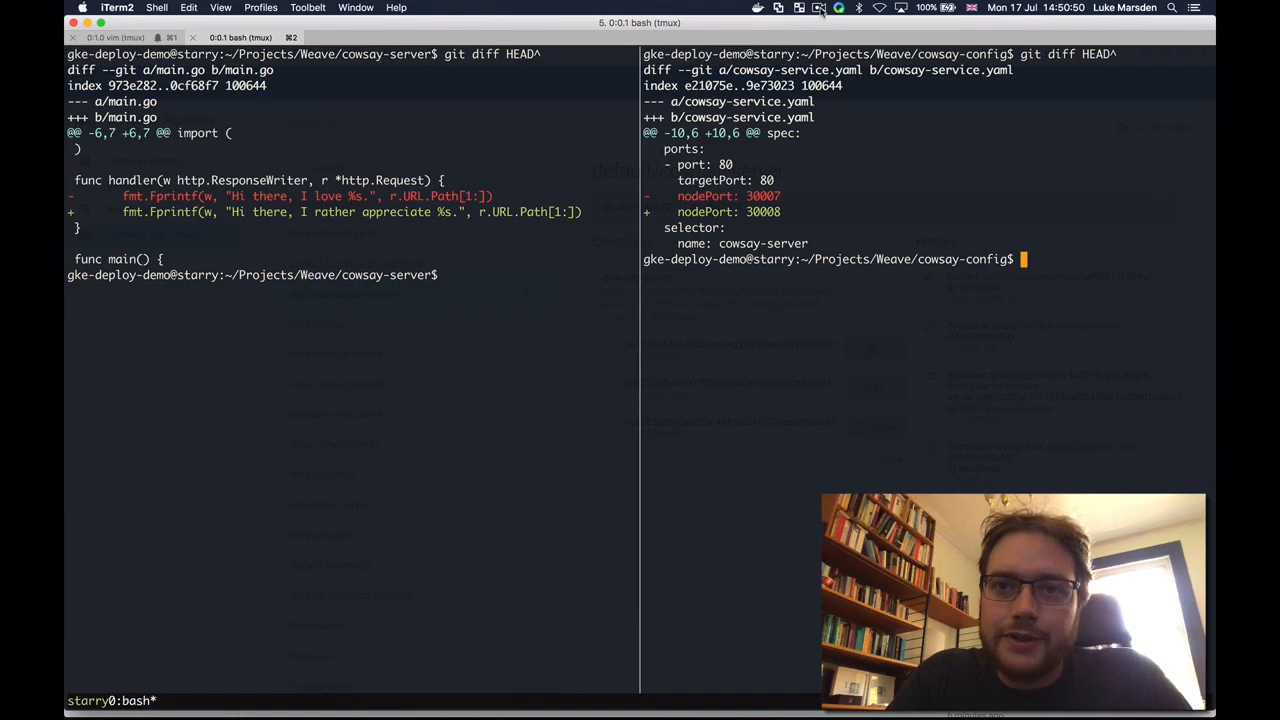 iTerm2 Shell Edit View Profiles Toolbelt Window Help 100% Mon 17 Jul 14:50:50 Luke Marsden
5. 0:0.1 bash (tmux)
0:1.0 vim (tmux) ⌘1 0:0.1 bash (tmux) ⌘2
gke-deploy-demo@starry:~/Projects/Weave/cowsay-server$ git diff HEAD^
diff --git a/main.go b/main.go
index 973e282..0cf68f7 100644
--- a/main.go
+++ b/main.go
@@ -6,7 +6,7 @@ import (
)
func handler(w http.ResponseWriter, r *http.Request) {
- fmt.Fprintf(w, "Hi there, I love %s.", r.URL.Path[1:])
+ fmt.Fprintf(w, "Hi there, I rather appreciate %s.", r.URL.Path[1:])
}
func main() {
gke-deploy-demo@starry:~/Projects/Weave/cowsay-server$
gke-deploy-demo@starry:~/Projects/Weave/cowsay-config$ git diff HEAD^
diff --git a/cowsay-service.yaml b/cowsay-service.yaml
index e21075e..9e73023 100644
--- a/cowsay-service.yaml
+++ b/cowsay-service.yaml
@@ -10,6 +10,6 @@ spec:
ports:
- port: 80
targetPort: 80
- nodePort: 30007
+ nodePort: 30008
selector:
name: cowsay-server
gke-deploy-demo@starry:~/Projects/Weave/cowsay-config$
starry0:bash*